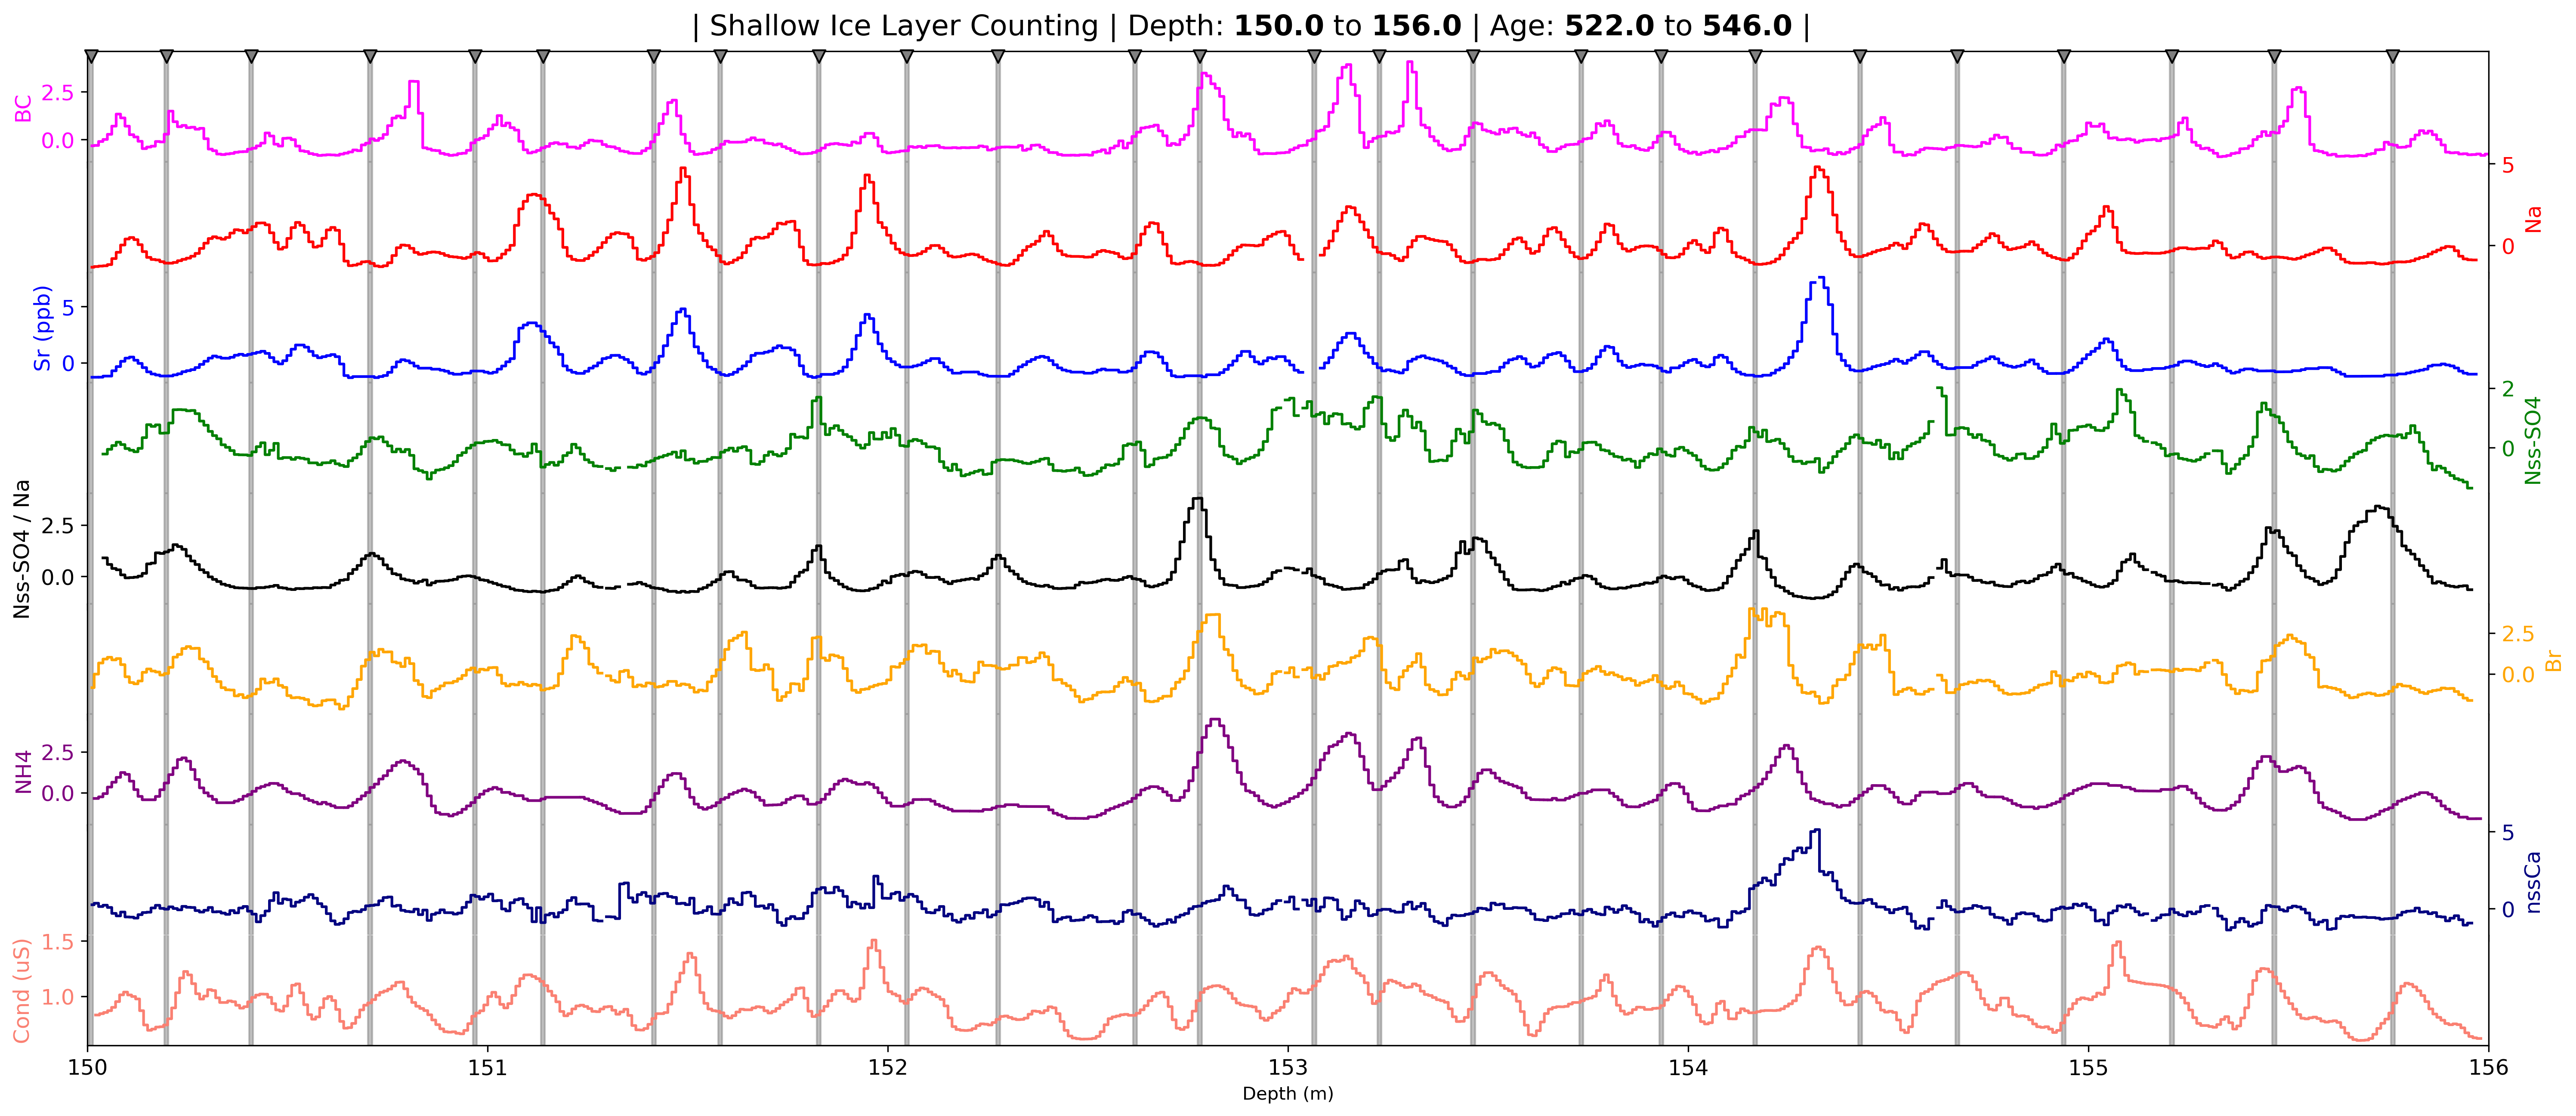 | Shallow Ice Layer Counting | Depth: 150.0 to 156.0 | Age: 522.0 to 546.0 |
BC
2.5
0.0
5
0
Na
Sr (ppb)
5
0
2
0
Nss-SO4
Nss-SO4 / Na
2.5
0.0
2.5
0.0
Br
NH4
2.5
0.0
5
0
nssCa
Cond (uS)
1.5
1.0
150 151 152 153 154 155 156
Depth (m)